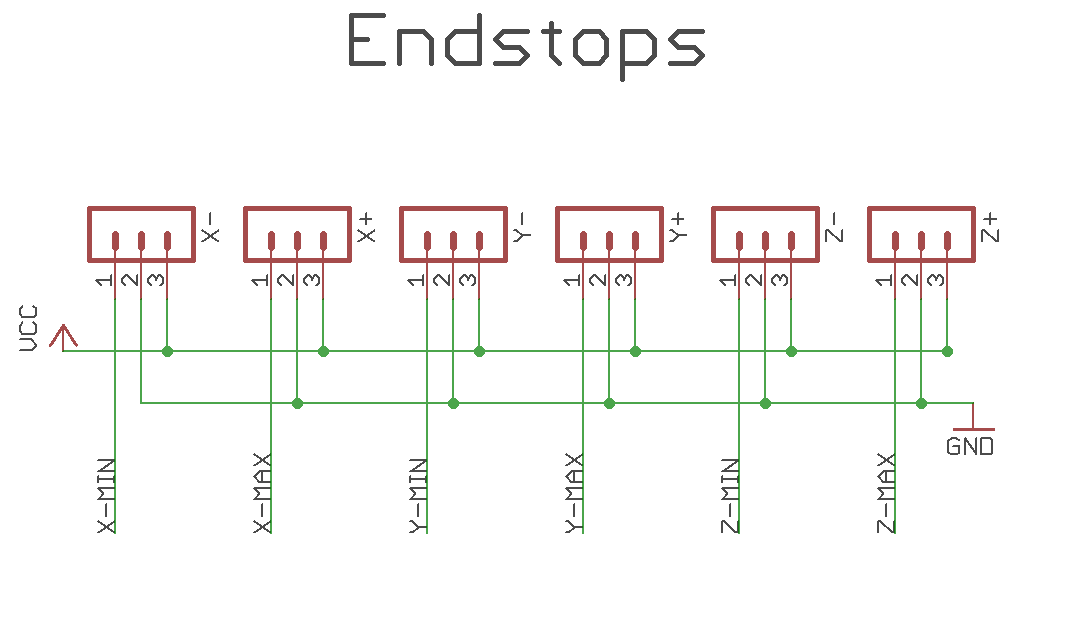 Endstops
X- X+ Y- Y+ Z- Z+
1 2 3 1 2 3 1 2 3 1 2 3 1 2 3 1 2 3
VCC
GND
X-MIN X-MAX Y-MIN Y-MAX Z-MIN Z-MAX